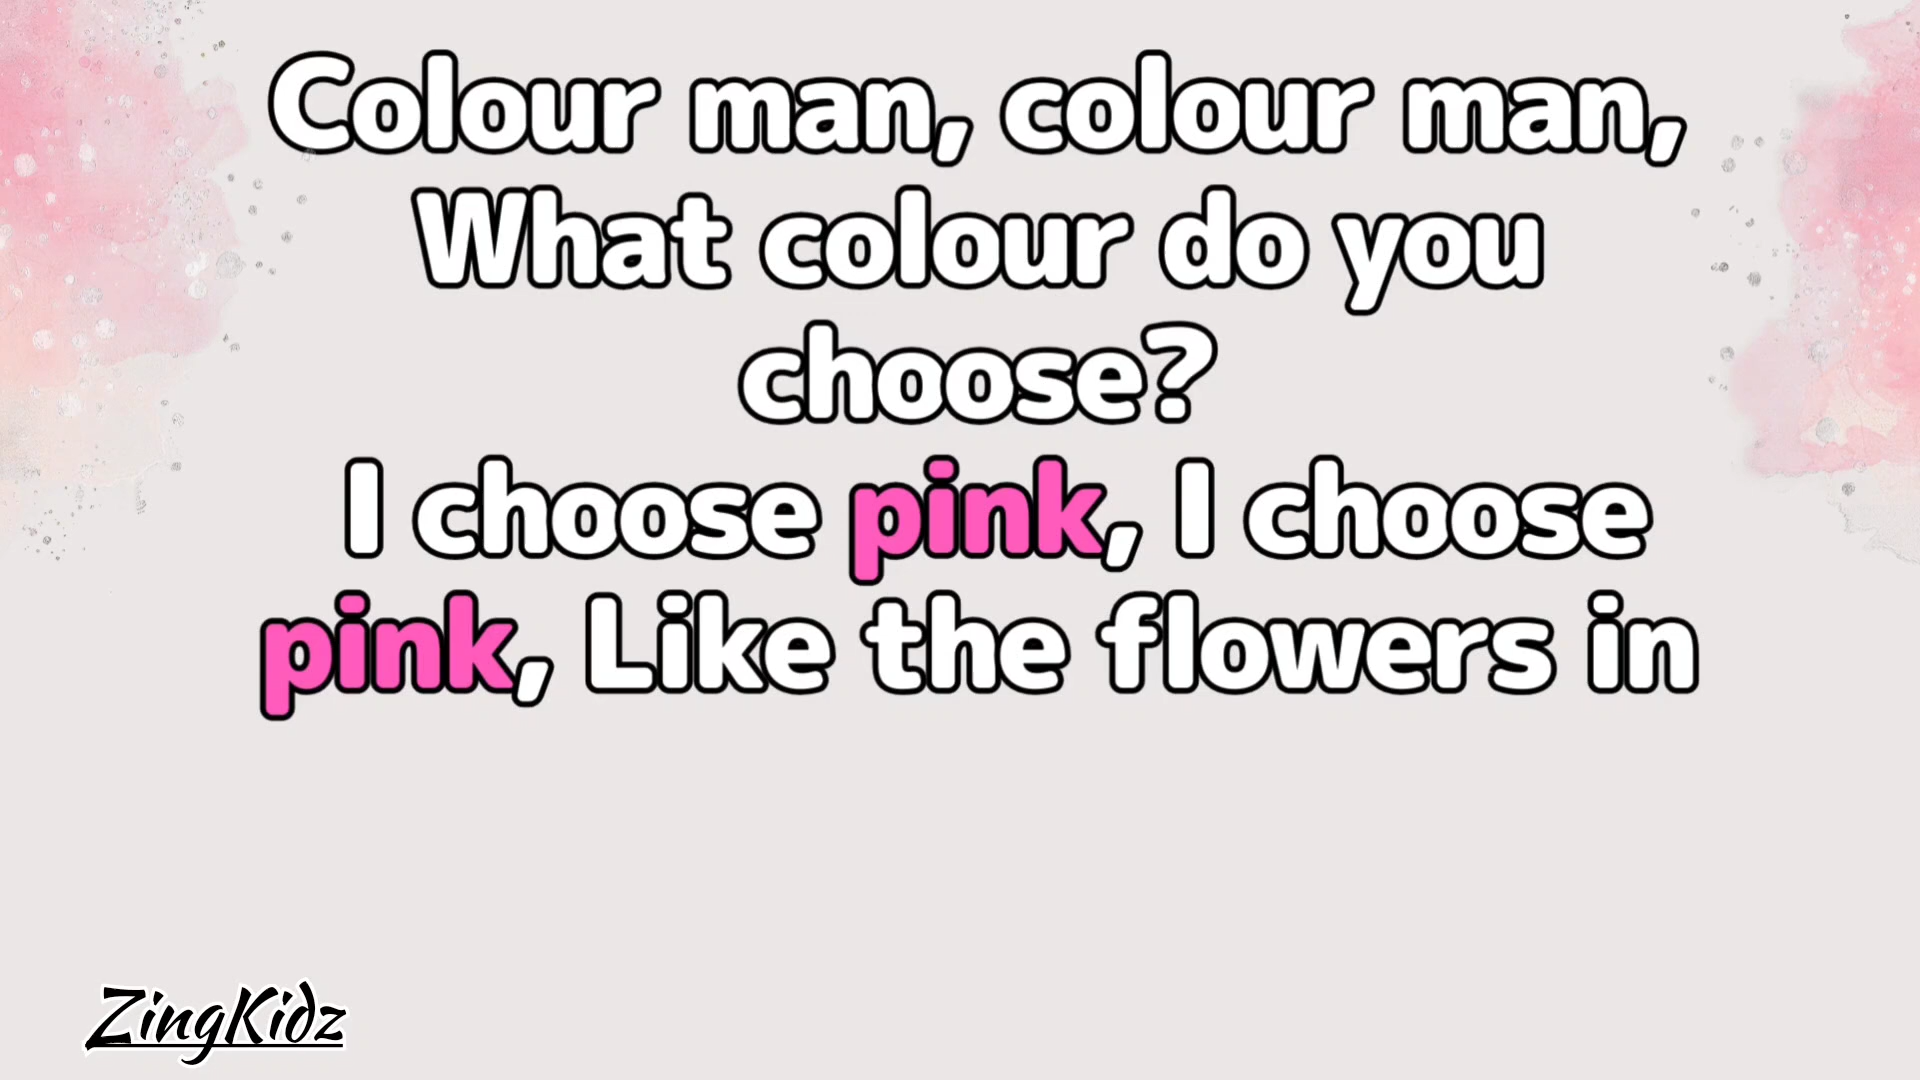 Colour man, colour man,
What colour do you
choose?
I choose pink, I choose
pink, Like the flowers in
ZingKidz